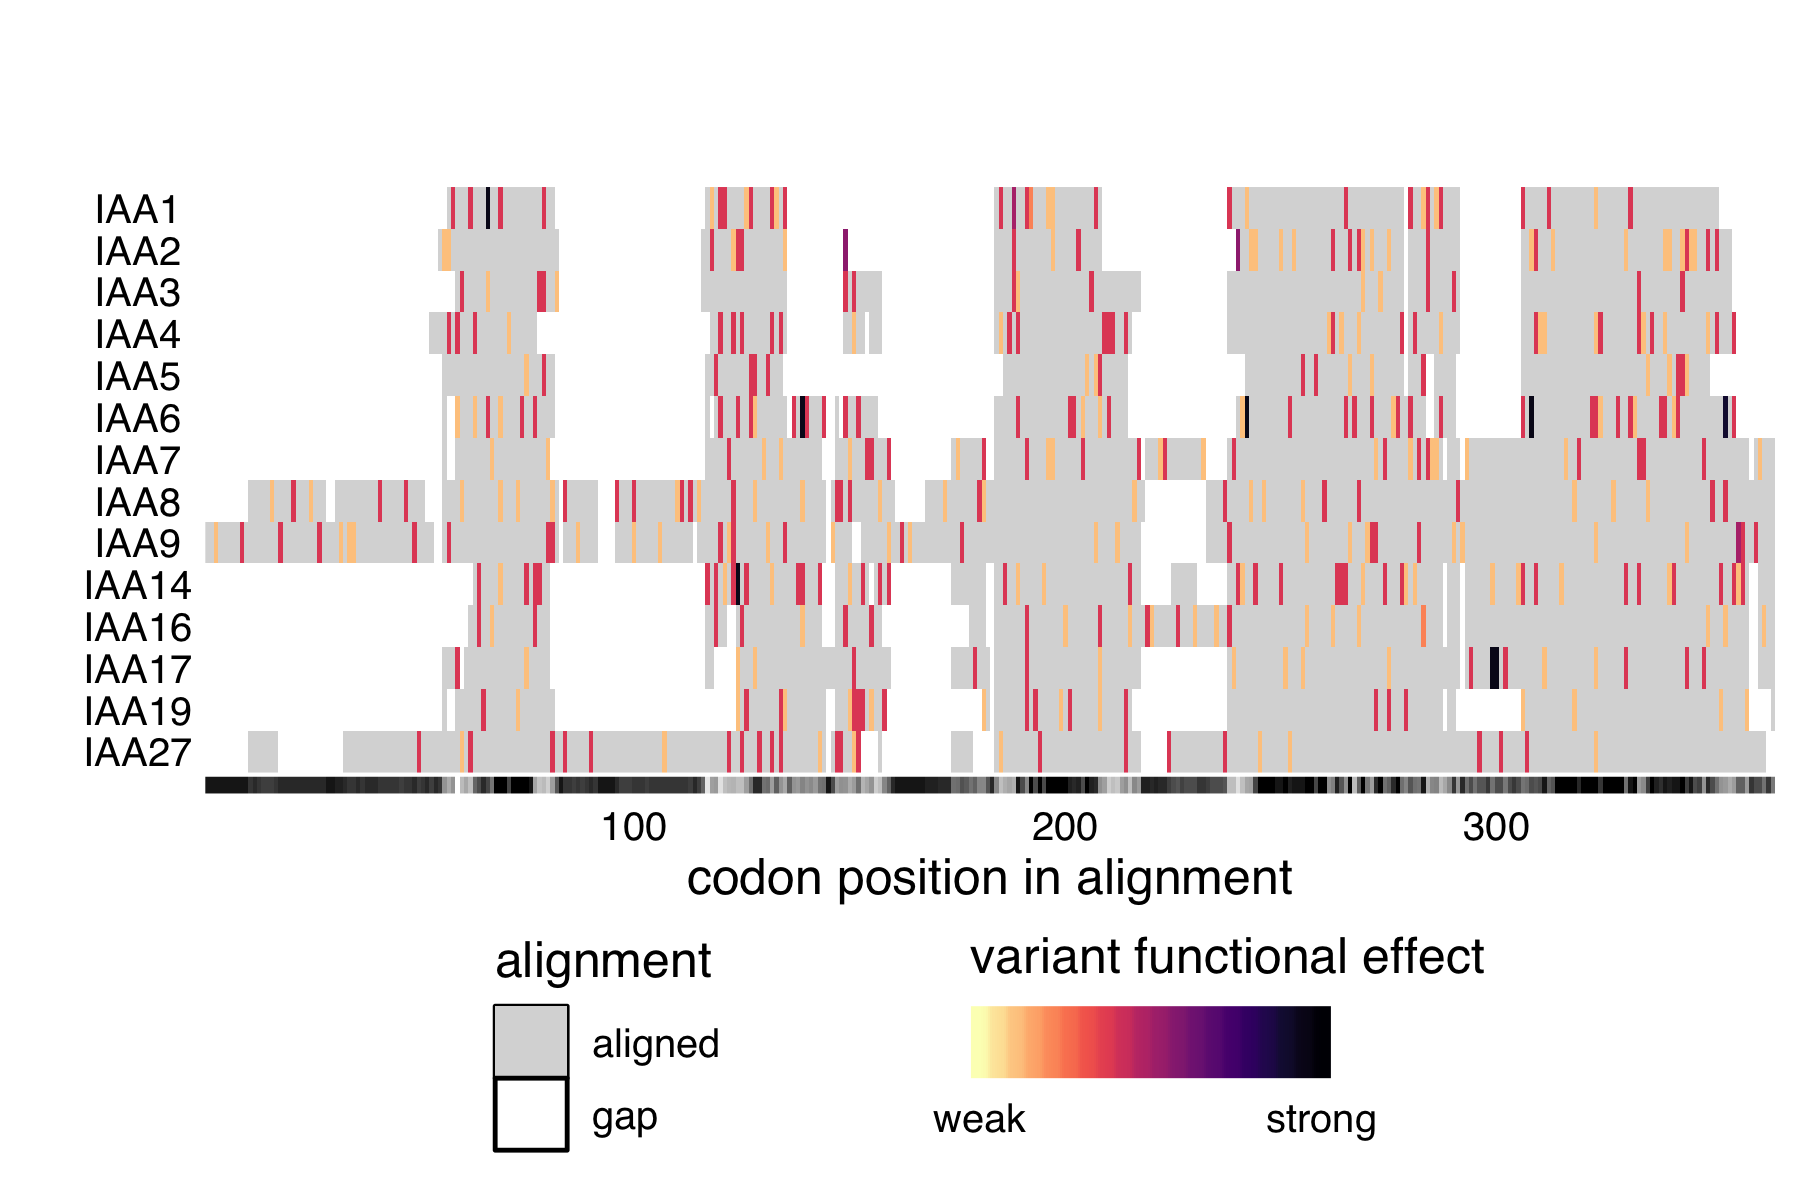 IAA1
IAA2
IAA3
IAA4
IAA5
IAA6
IAA7
IAA8
IAA9
IAA14
IAA16
IAA17
IAA19
IAA27
100 200 300
codon position in alignment
alignment
aligned
gap
variant functional effect
weak strong